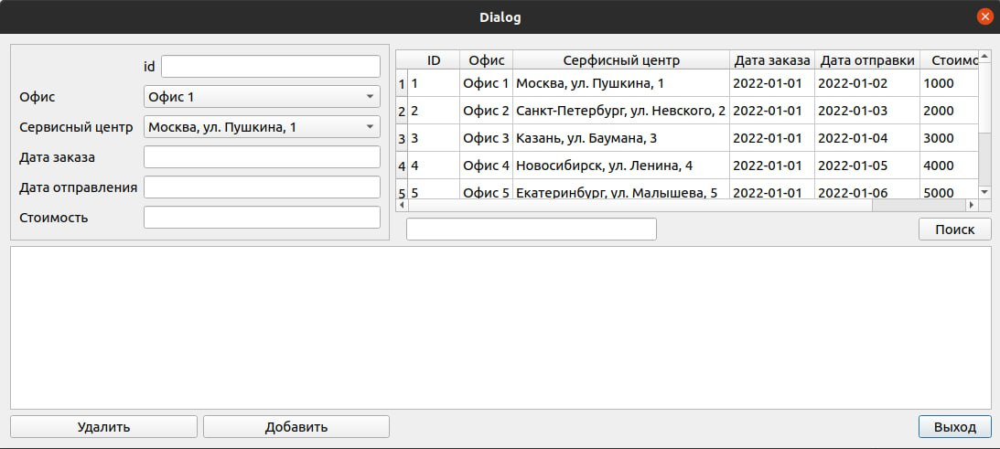 Dialog
id
Офис
Офис 1
Сервисный центр
Москва, ул. Пушкина, 1
Дата заказа
Дата отправления
Стоимость
ID Офис Серфисный центр Дата заказа Дата отправки Стоимо
1 1 Офис 1 Москва, ул. Пушкина, 1 2022-01-01 2022-01-02 1000
2 2 Офис 2 Санкт-Петербург, ул. Невского, 2 2022-01-01 2022-01-03 2000
3 3 Офис 3 Казань, ул. Баумана, 3 2022-01-01 2022-01-04 3000
4 4 Офис 4 Новосибирск, ул. Ленина, 4 2022-01-01 2022-01-05 4000
5 5 Офис 5 Екатеринбург, ул. Малышева, 5 2022-01-01 2022-01-06 5000
Поиск
Удалить
Добавить
Выход